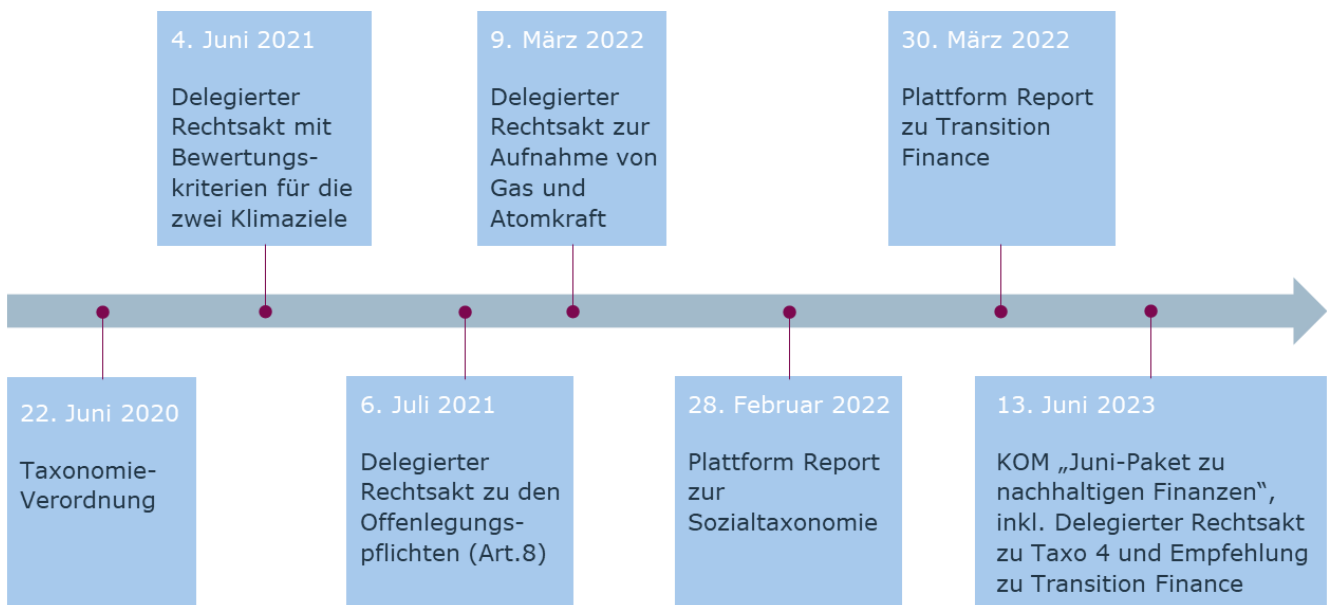 4. Juni 2021
Delegierter
Rechtsakt mit
Bewertungs-
kriterien für die
zwei Klimaziele
9. März 2022
Delegierter
Rechtsakt zur
Aufnahme von
Gas und
Atomkraft
30. März 2022
Plattform Report
zu Transition
Finance
22. Juni 2020
Taxonomie-
Verordnung
6. Juli 2021
Delegierter
Rechtsakt zu den
Offenlegungs-
pflichten (Art.8)
28. Februar 2022
Plattform Report
zur
Sozialtaxonomie
13. Juni 2023
KOM „Juni-Paket zu
nachhaltigen Finanzen“,
inkl. Delegierter Rechtsakt
zu Taxo 4 und Empfehlung
zu Transition Finance